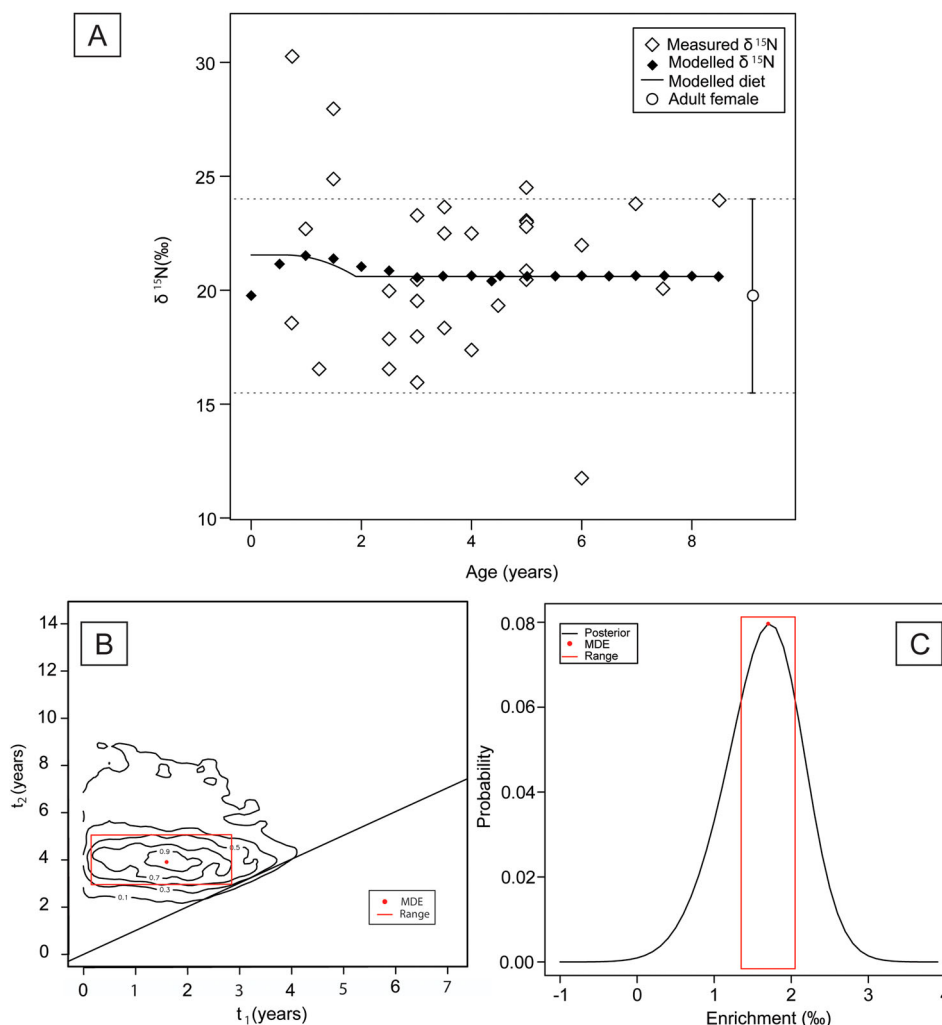 A
Measured δ ¹⁵N
Modelled δ ¹⁵N
Modelled diet
Adult female
30
25
20
15
10
δ ¹⁵N(‰)
0 2 4 6 8
Age (years)
B
14
12
10
8
6
4
2
0
t₂ (years)
0.9
0.5
0.7
0.3
0.1
MDE
Range
0 1 2 3 4 5 6 7
t₁(years)
C
Posterior
MDE
Range
0.08
0.06
0.04
0.02
0.00
Probability
-1 0 1 2 3 4
Enrichment (‰)